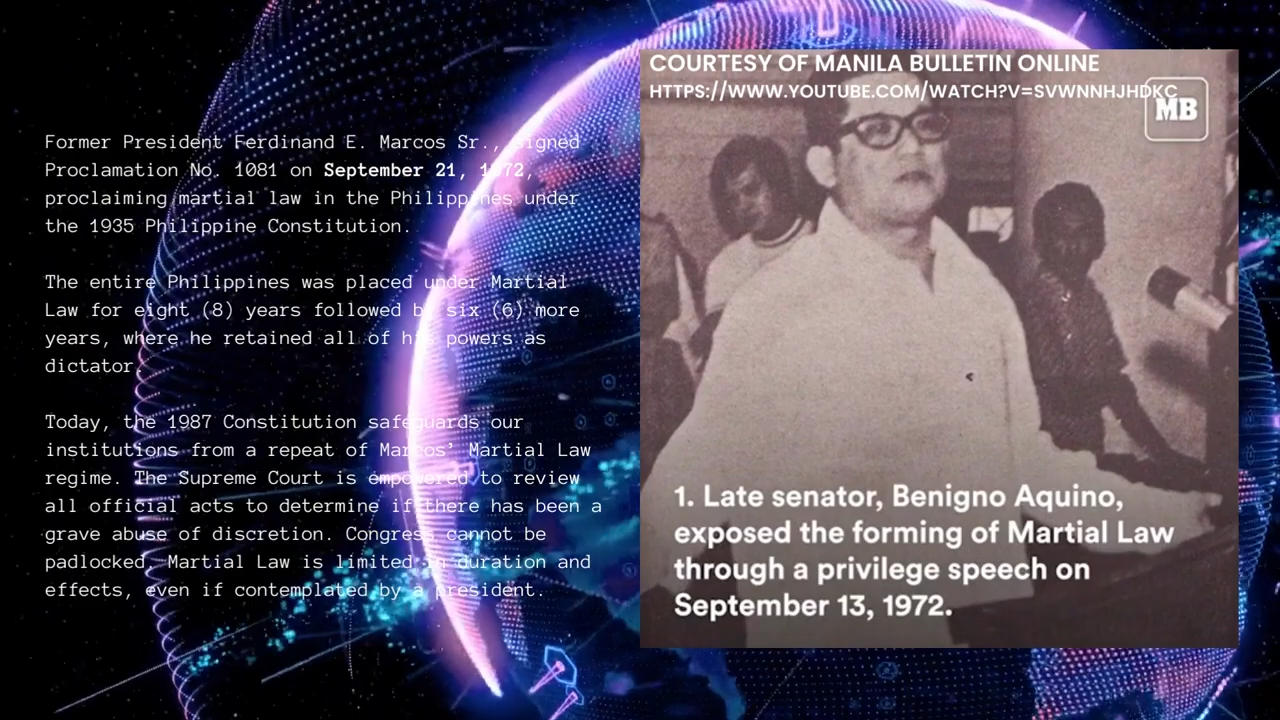 Former President Ferdinand E. Marcos Sr., signed
Proclamation No. 1081 on September 21, 1972,
proclaiming martial law in the Philippines under
the 1935 Philippine Constitution.
The entire Philippines was placed under Martial
Law for eight (8) years followed by six (6) more
years, where he retained all of his powers as
dictator.
Today, the 1987 Constitution safeguards our
institutions from a repeat of Marcos' Martial Law
regime. The Supreme Court is empowered to review
all official acts to determine if there has been a
grave abuse of discretion. Congress cannot be
padlocked. Martial Law is limited in duration and
effects, even if contemplated by a president.
COURTESY OF MANILA BULLETIN ONLINE
HTTPS://WWW.YOUTUBE.COM/WATCH?V=SVWNNHJHDKC
MB
1. Late senator, Benigno Aquino,
exposed the forming of Martial Law
through a privilege speech on
September 13, 1972.